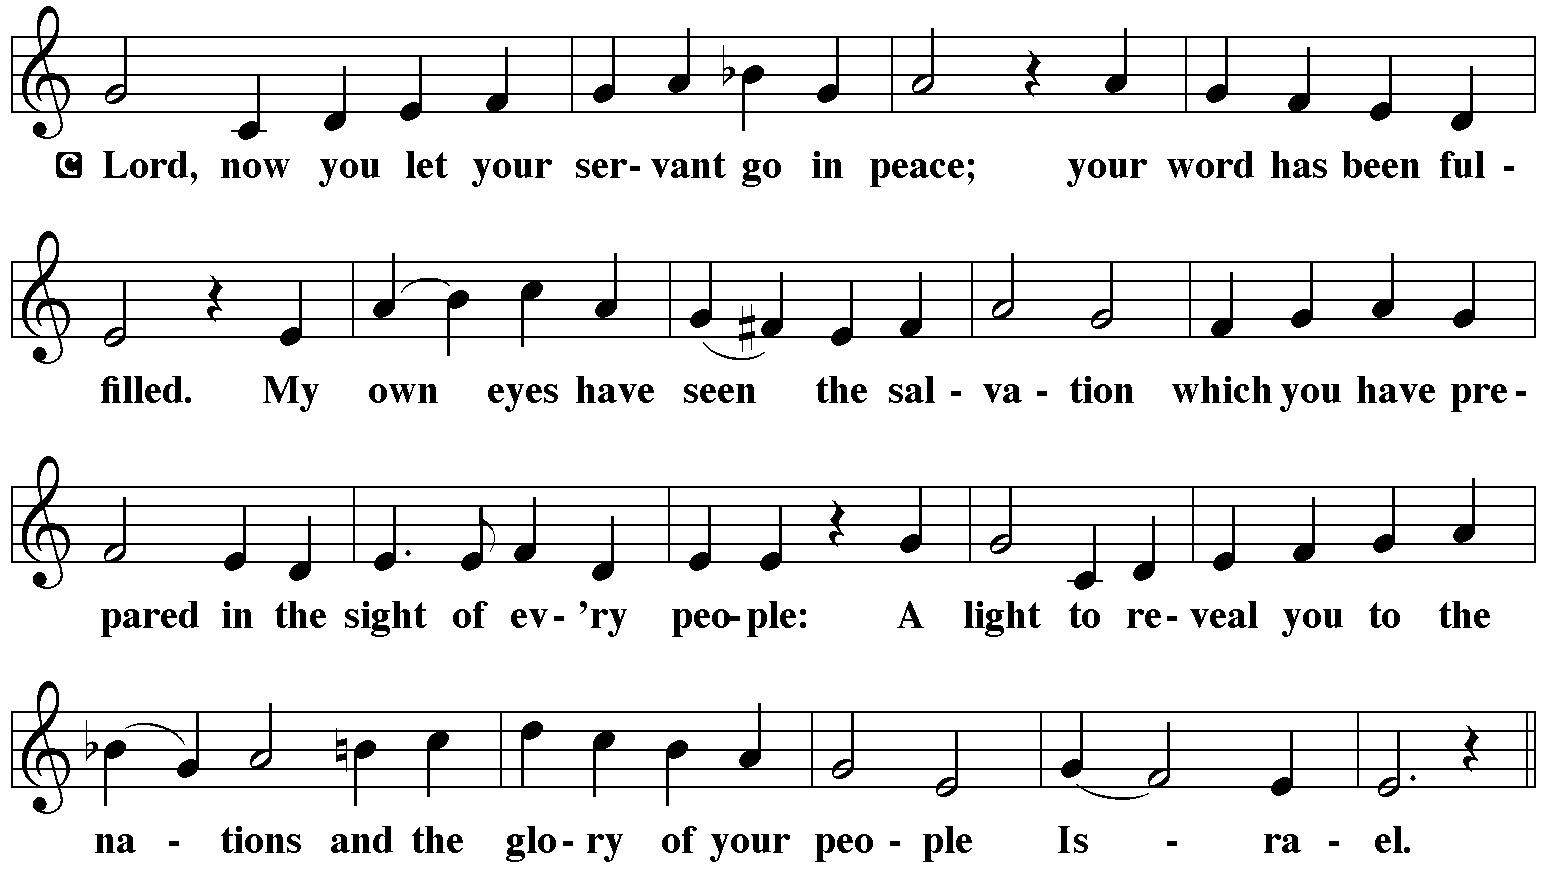 C Lord, now you let your ser- vant go in peace; your word has been ful -
filled. My own eyes have seen the sal - va - tion which you have pre -
pared in the sight of ev- ’ry peo- ple: A light to re- veal you to the
na - tions and the glo- ry of your peo - ple Is - ra - el.